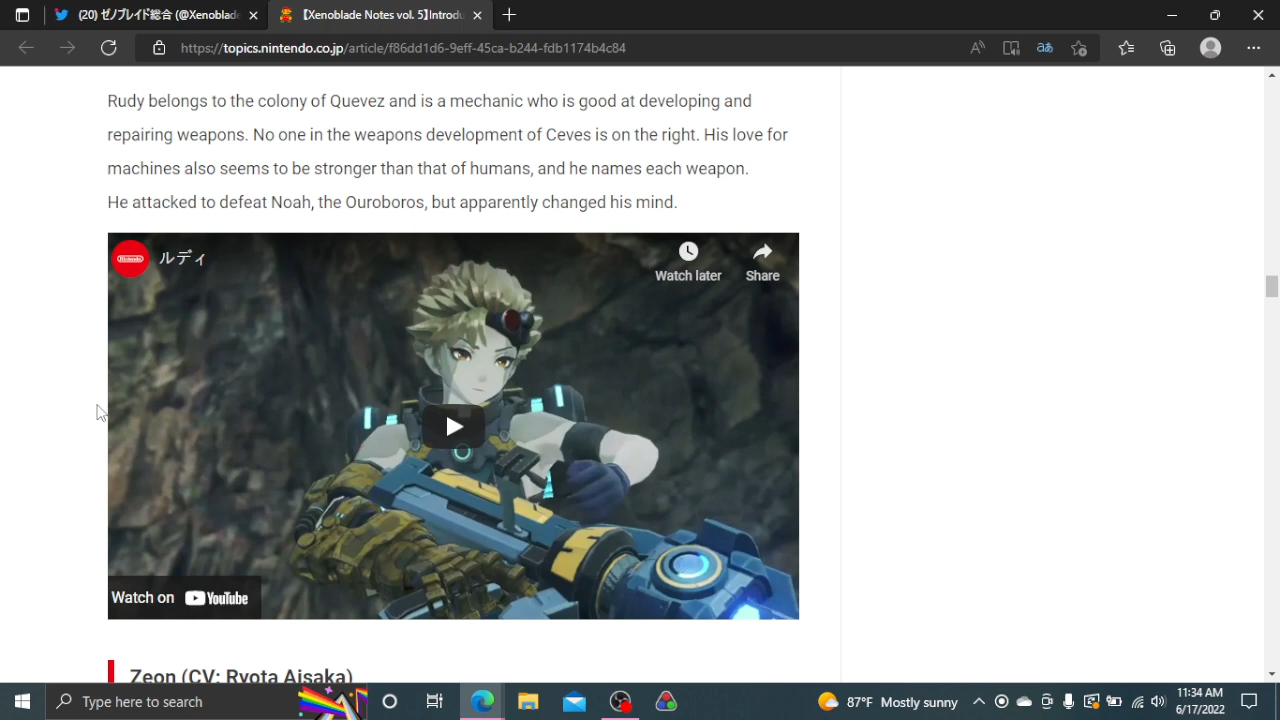 (20) ゼノブレイド総合 (@Xenoblade
【Xenoblade Notes vol. 5】Introdu
https://topics.nintendo.co.jp/article/f86dd1d6-9eff-45ca-b244-fdb1174b4c84
Rudy belongs to the colony of Quevez and is a mechanic who is good at developing and
repairing weapons. No one in the weapons development of Ceves is on the right. His love for
machines also seems to be stronger than that of humans, and he names each weapon.
He attacked to defeat Noah, the Ouroboros, but apparently changed his mind.
Nintendo
ルディ
Watch later
Share
Watch on YouTube
Zeon (CV: Ryota Aisaka)
Type here to search
87°F Mostly sunny
11:34 AM
6/17/2022